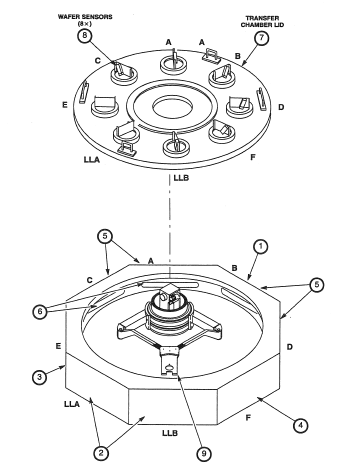 WAFER SENSORS
(8×)
8
TRANSFER
CHAMBER LID
7
A
A
B
C
E
D
LLA
F
LLB
5
A
B
1
C
5
6
E
D
3
LLA
2
LLB
9
F
4